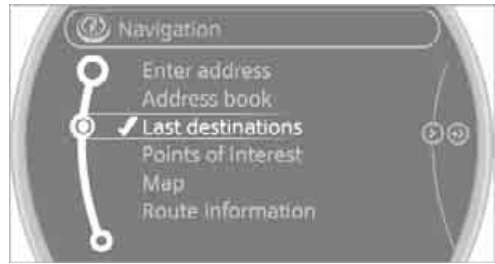 Navigation
Enter address
Address book
Last destinations
Points of Interest
Map
Route information